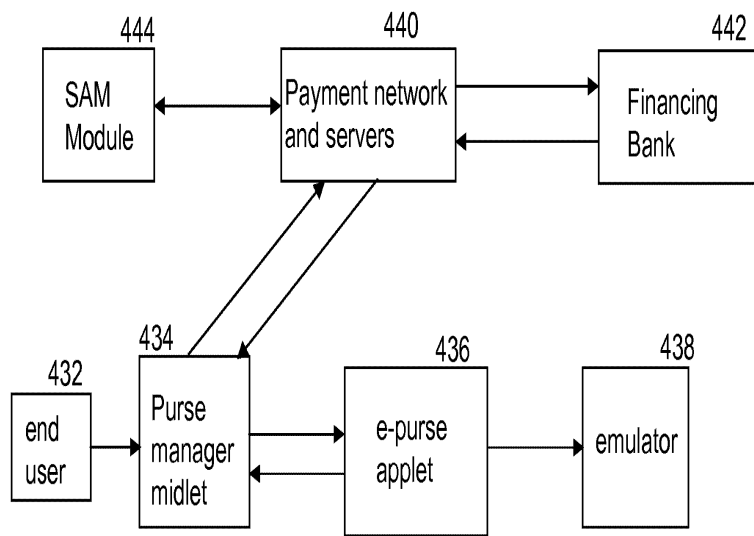 444
440
442
SAM
Module
Payment network
and servers
Financing
Bank
432
434
436
438
end
user
Purse
manager
midlet
e-purse
applet
emulator